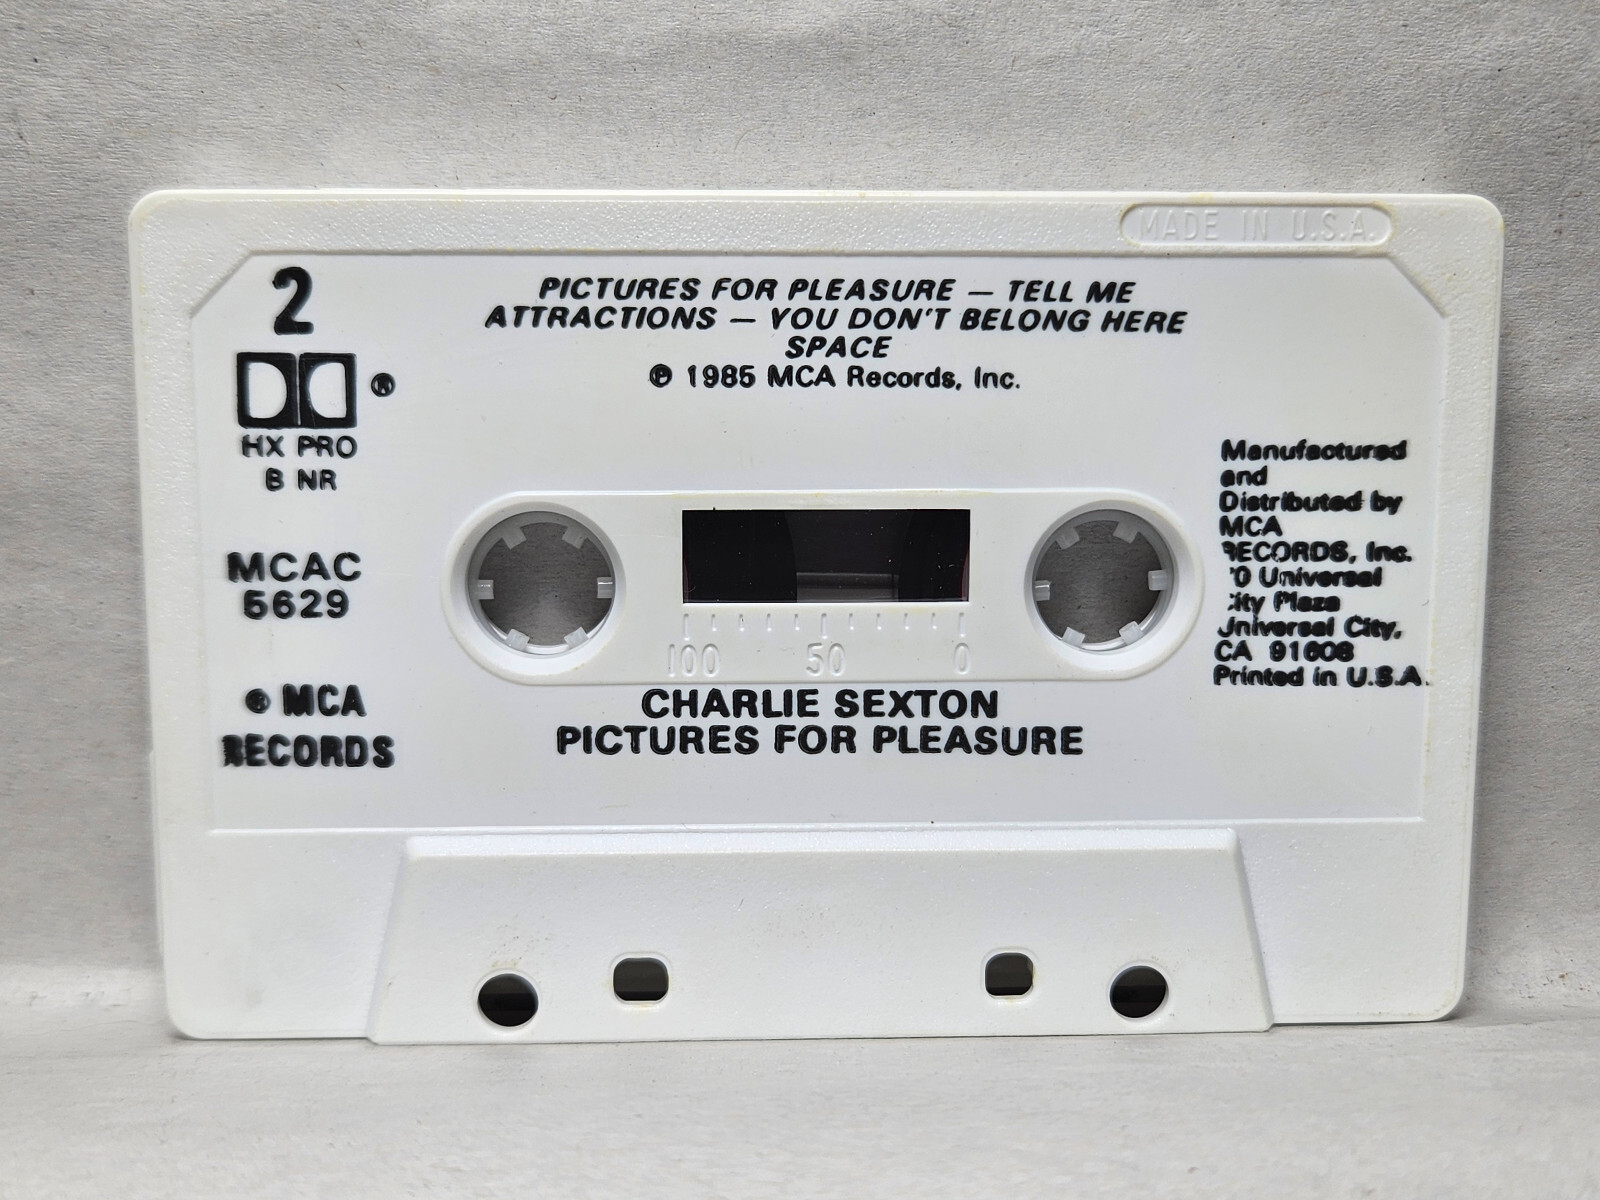 MADE IN U.S.A.
2
PICTURES FOR PLEASURE — TELL ME
ATTRACTIONS — YOU DON'T BELONG HERE
SPACE
℗ 1985 MCA Records, Inc.
®
HX PRO
B NR
MCAC
5629
® MCA
RECORDS
Manufactured
and
Distributed by
MCA
RECORDS, Inc.
70 Universal
City Plaza
Universal City,
CA 91608
Printed in U.S.A.
100 50 0
CHARLIE SEXTON
PICTURES FOR PLEASURE